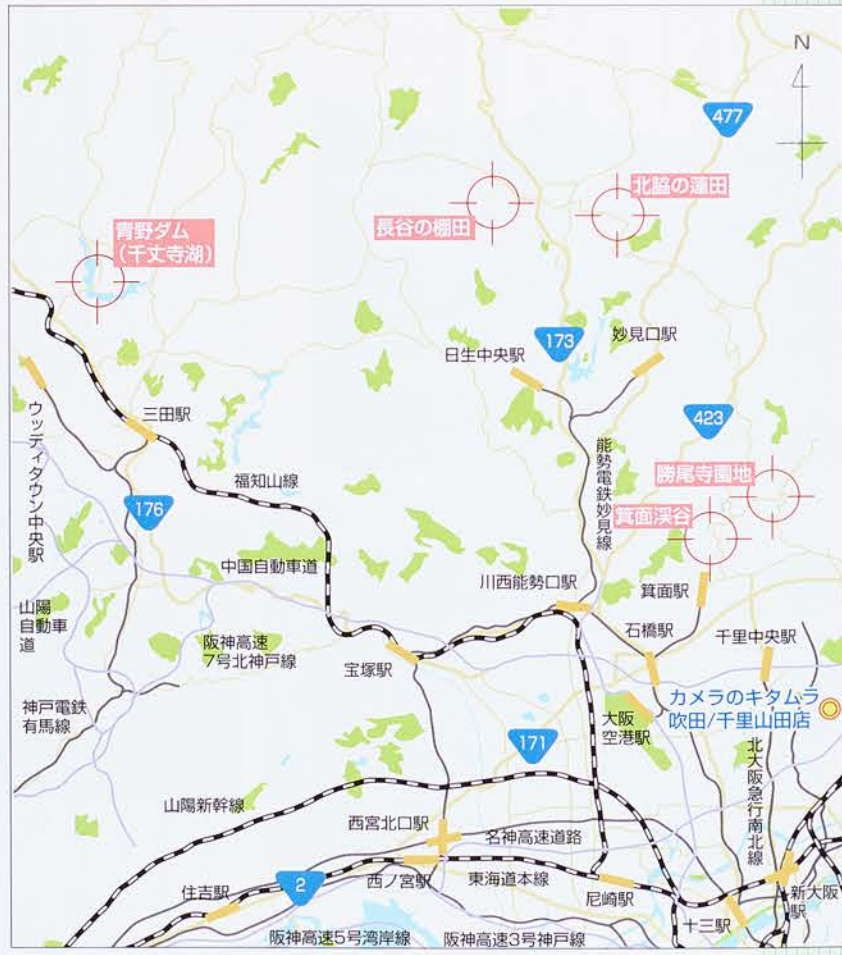 N
477
北脇の蓮田
長谷の棚田
青野ダム
（千丈寺湖）
173
日生中央駅
妙見口駅
423
三田駅
ウッディタウン中央駅
能勢電鉄妙見線
勝尾寺園地
福知山線
176
箕面渓谷
中国自動車道
川西能勢口駅
箕面駅
山陽
自動車
道
阪神高速
7号北神戸線
石橋駅
千里中央駅
宝塚駅
カメラのキタムラ
吹田/千里山田店
神戸電鉄
有馬線
大阪
空港駅
171
北大阪急行南北線
山陽新幹線
西宮北口駅
名神高速道路
住吉駅
2
西ノ宮駅
東海道本線
尼崎駅
新大阪
駅
十三駅
阪神高速5号湾岸線
阪神高速3号神戸線